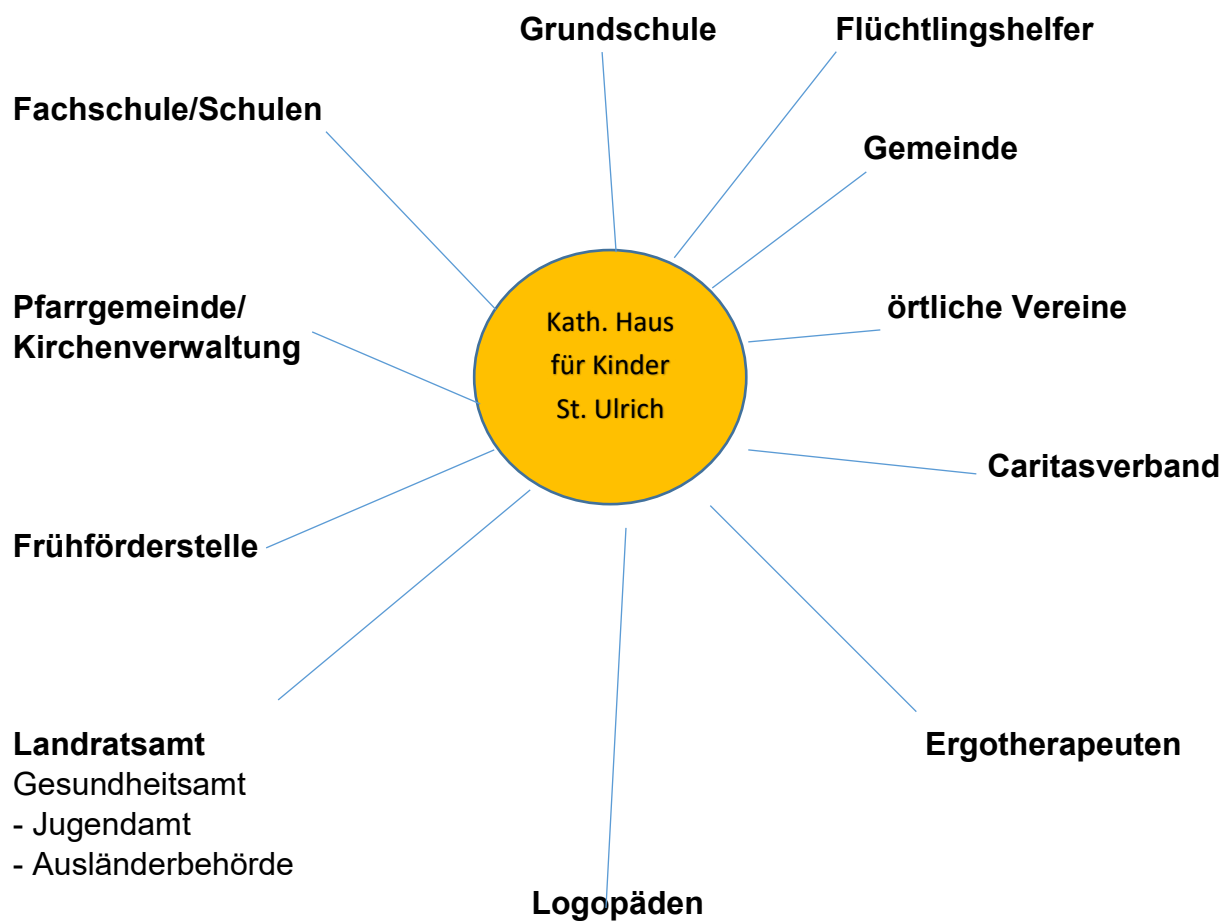 Grundschule
Flüchtlingshelfer
Fachschule/Schulen
Gemeinde
Pfarrgemeinde/
Kirchenverwaltung
örtliche Vereine
Kath. Haus
für Kinder
St. Ulrich
Caritasverband
Frühförderstelle
Landratsamt
Gesundheitsamt
- Jugendamt
- Ausländerbehörde
Ergotherapeuten
Logopäden